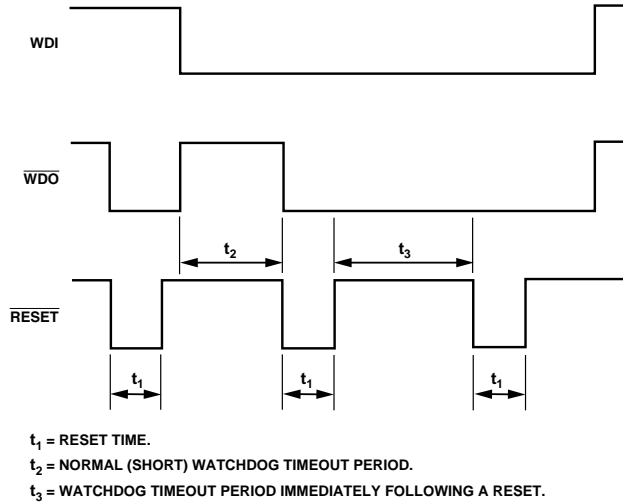 WDI
WDO
t2
t3
RESET
t1
t1
t1
t1 = RESET TIME.
t2 = NORMAL (SHORT) WATCHDOG TIMEOUT PERIOD.
t3 = WATCHDOG TIMEOUT PERIOD IMMEDIATELY FOLLOWING A RESET.